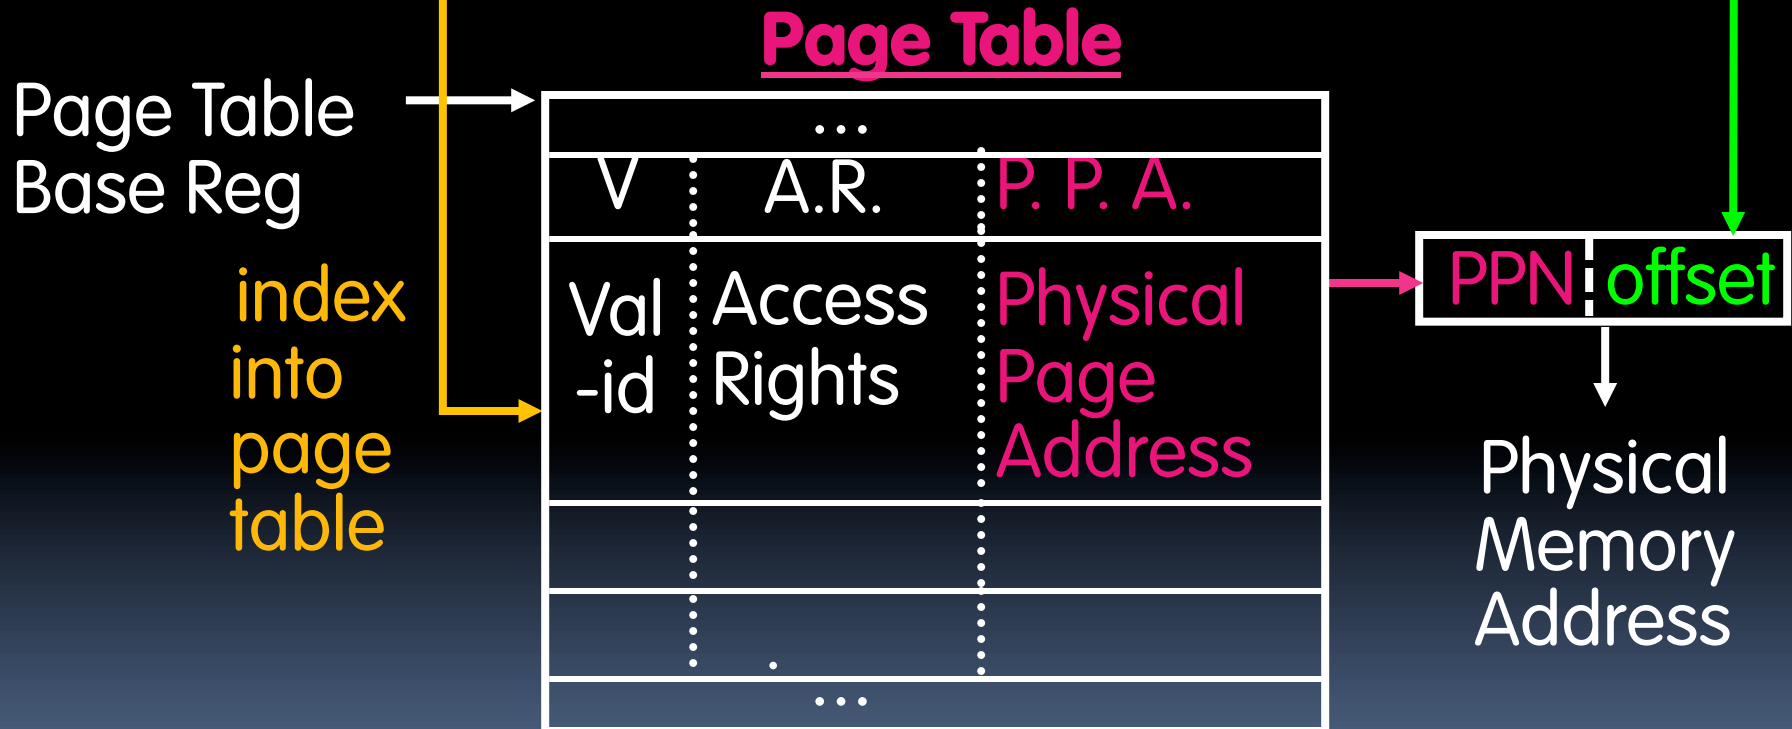 Page Table
Page Table
Base Reg
...
V A.R. P. P. A.
index
into
page
table
Val
-id
Access
Rights
Physical
Page
Address
.
...
PPN offset
Physical
Memory
Address